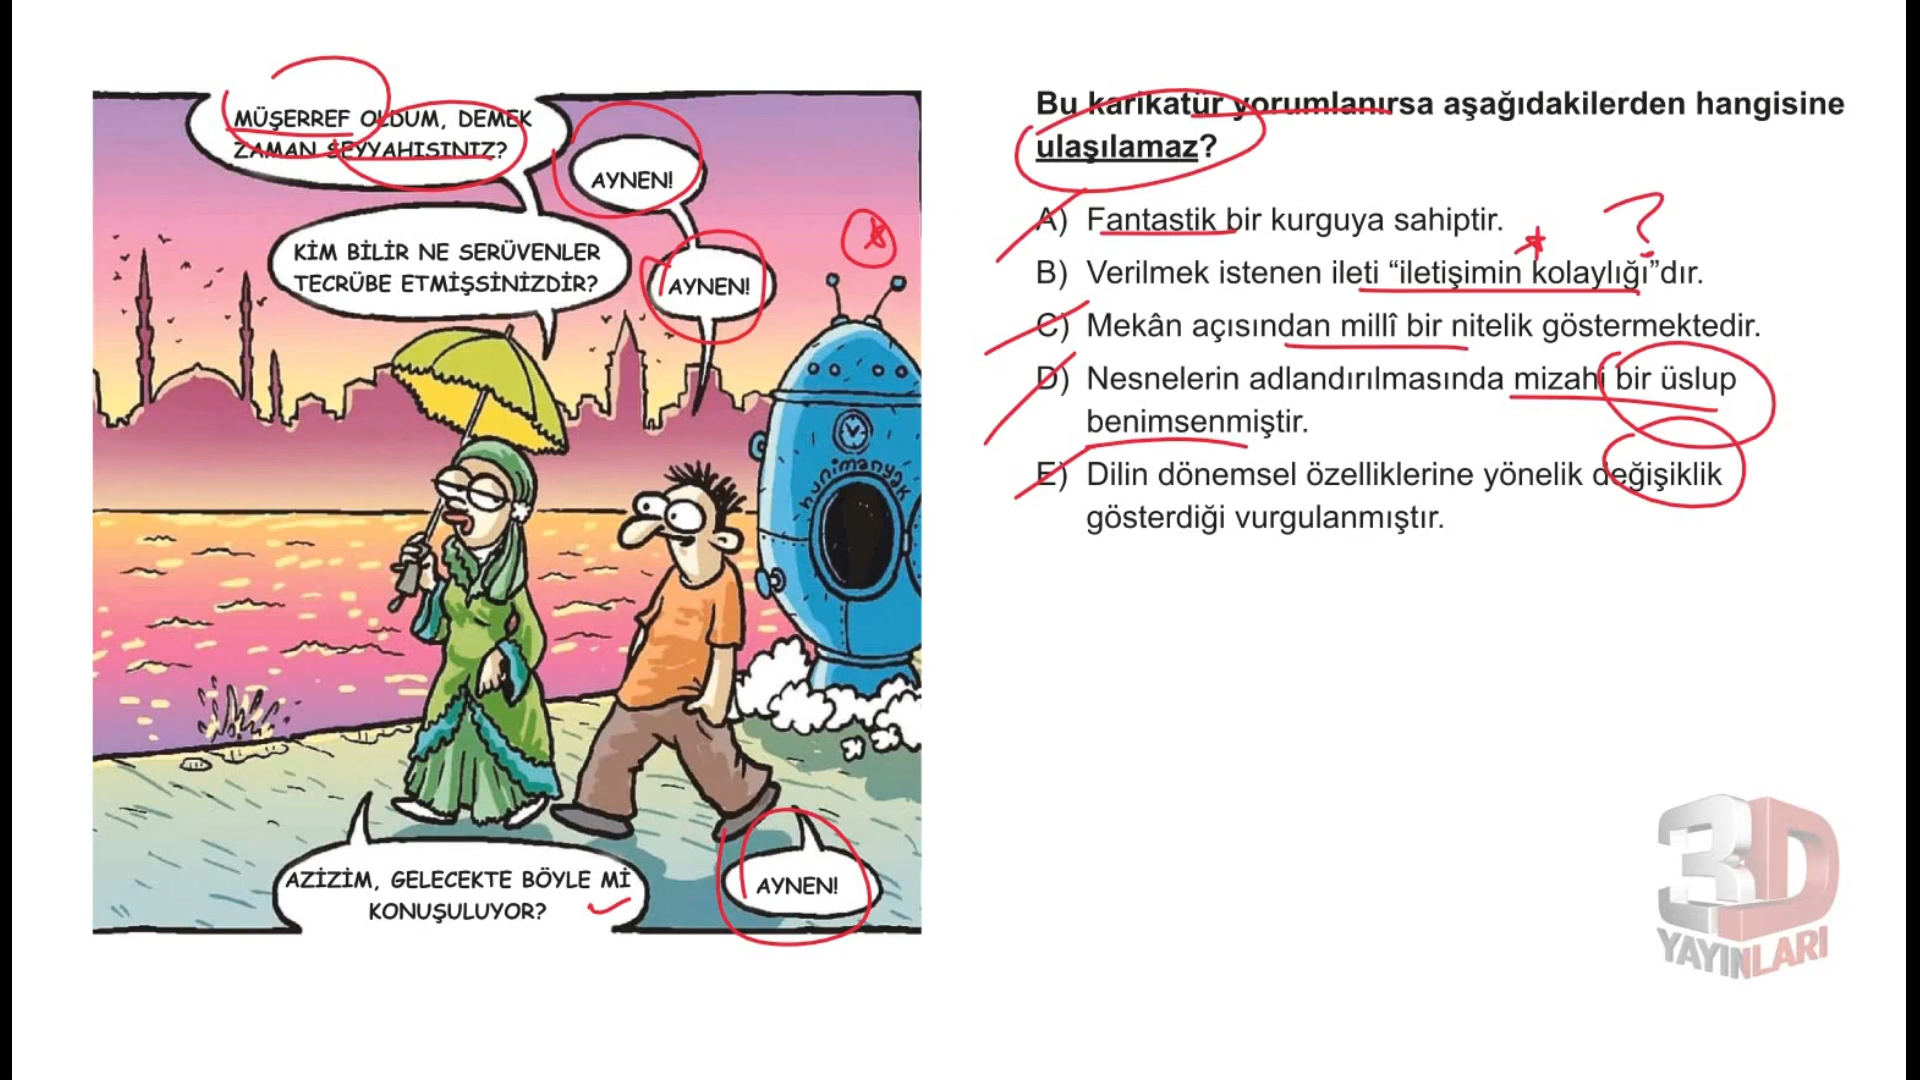 MÜŞERREF OLDUM, DEMEK
ZAMAN SEYYAHISINIZ?
AYNEN!
KİM BİLİR NE SERÜVENLER
TECRÜBE ETMİŞSİNİZDİR?
AYNEN!
hunimanyak
AZİZİM, GELECEKTE BÖYLE Mİ
KONUŞULUYOR?
AYNEN!
Bu karikatür yorumlanırsa aşağıdakilerden hangisine
ulaşılamaz?
A) Fantastik bir kurguya sahiptir.
B) Verilmek istenen ileti “iletişimin kolaylığı”dır.
C) Mekân açısından millî bir nitelik göstermektedir.
D) Nesnelerin adlandırılmasında mizahi bir üslup
benimsenmiştir.
E) Dilin dönemsel özelliklerine yönelik değişiklik
gösterdiği vurgulanmıştır.
?
3D
YAYINLARI